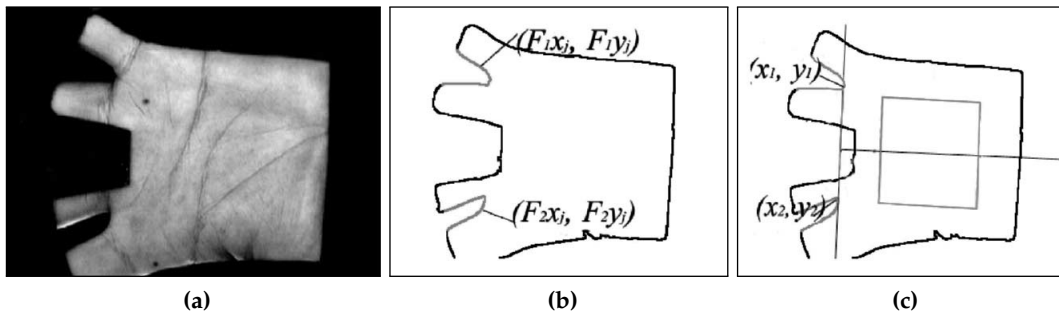 (F₁xⱼ, F₁yⱼ)
(F₂xⱼ, F₂yⱼ)
(x₁, y₁)
(x₂, y₂)
(a)
(b)
(c)